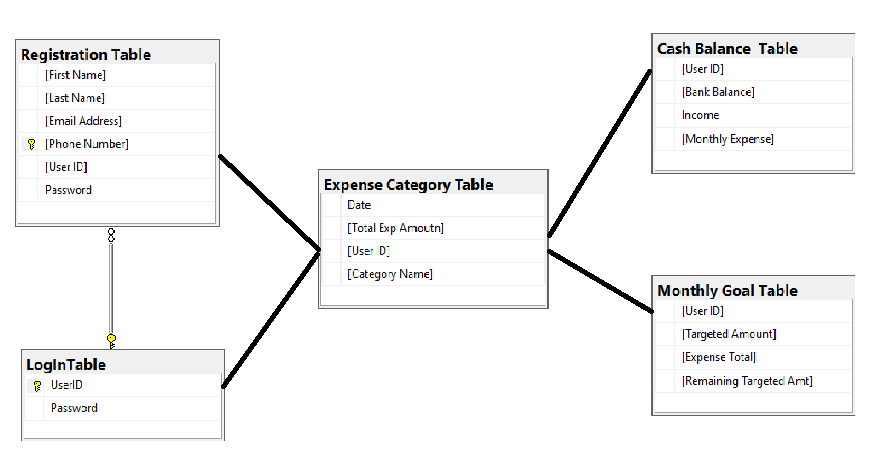 Registration Table
[First Name]
[Last Name]
[Email Address]
[Phone Number]
[User ID]
Password
LogInTable
UserID
Password
Expense Category Table
Date
[Total Exp Amoutn]
[User ID]
[Category Name]
Cash Balance Table
[User ID]
[Bank Balance]
Income
[Monthly Expense]
Monthly Goal Table
[User ID]
[Targeted Amount]
[Expense Total]
[Remaining Targeted Amt]